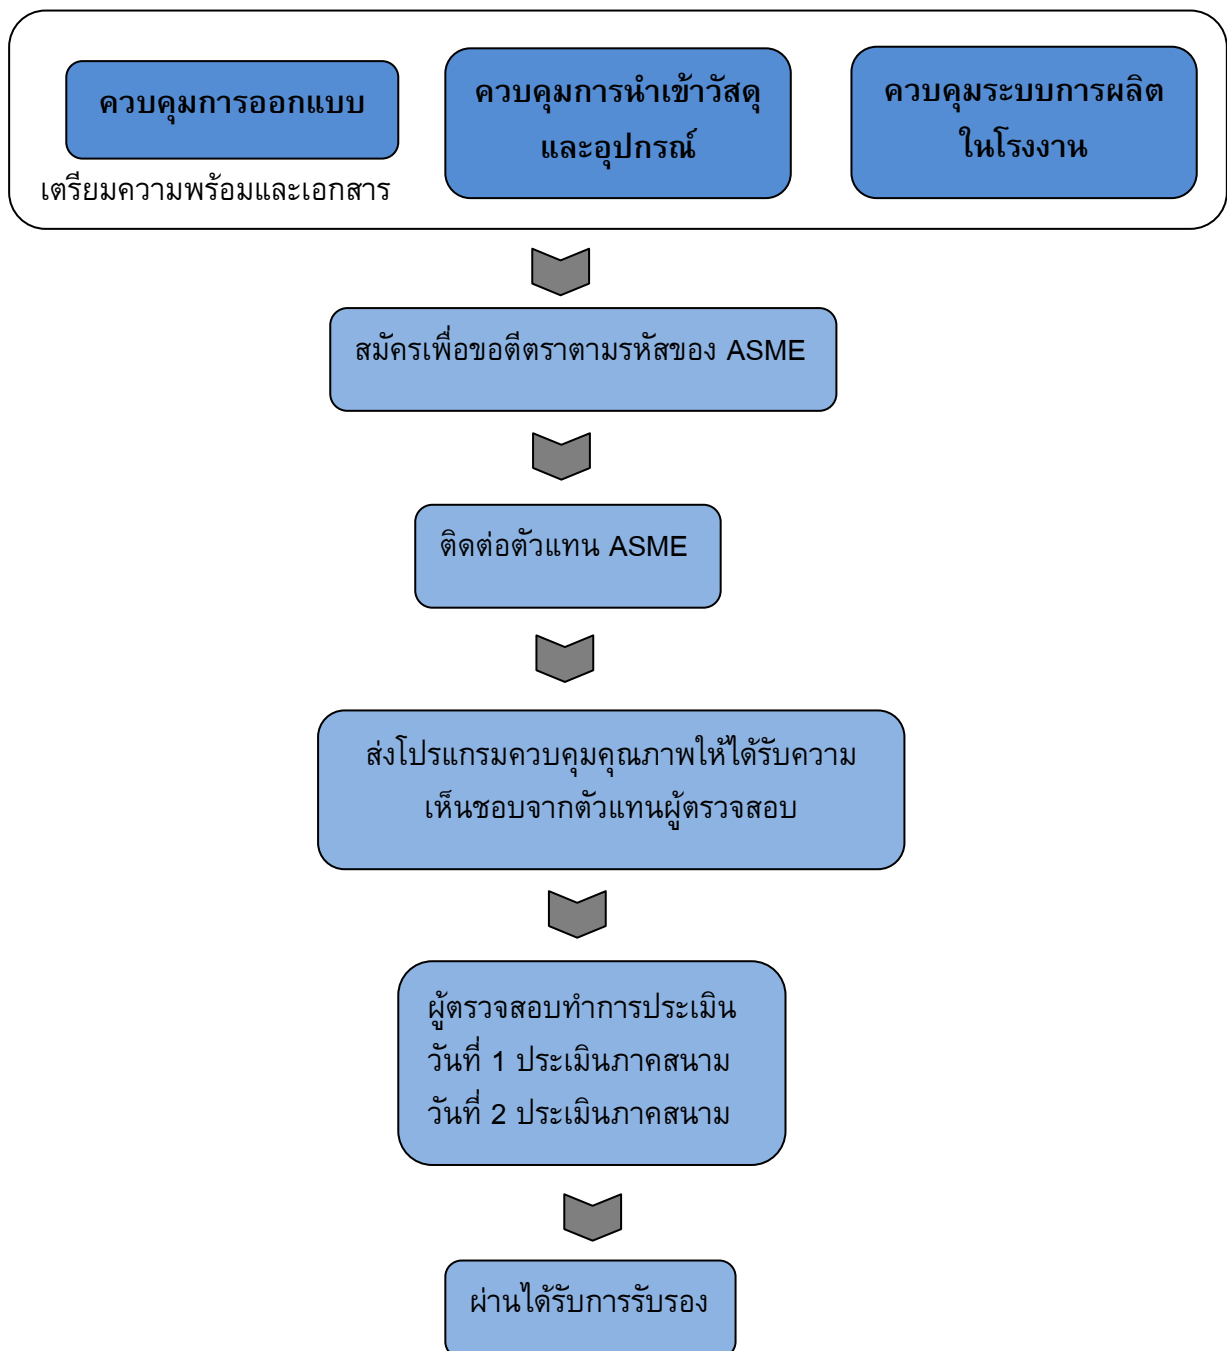 ควบคุมการออกแบบ
ควบคุมการนำเข้าวัสดุ
และอุปกรณ์
ควบคุมระบบการผลิต
ในโรงงาน
เตรียมความพร้อมและเอกสาร
สมัครเพื่อขอตีตราตามรหัสของ ASME
ติดต่อตัวแทน ASME
ส่งโปรแกรมควบคุมคุณภาพให้ได้รับความ
เห็นชอบจากตัวแทนผู้ตรวจสอบ
ผู้ตรวจสอบทำการประเมิน
วันที่ 1 ประเมินภาคสนาม
วันที่ 2 ประเมินภาคสนาม
ผ่านได้รับการรับรอง